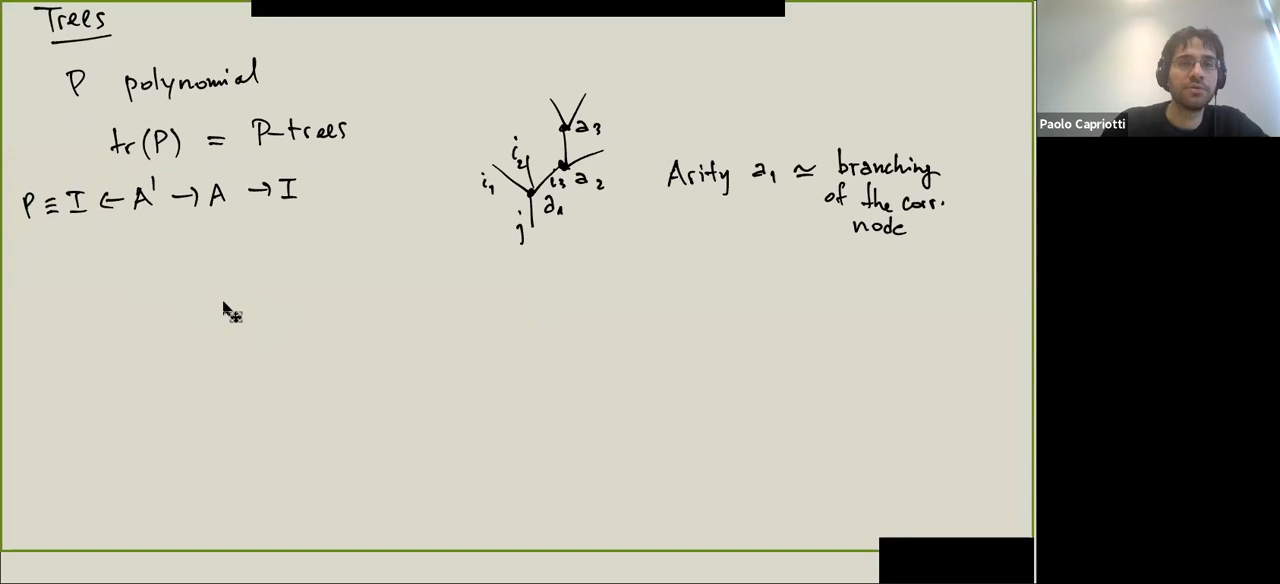 Trees
P polynomial
tr(P) = P-trees
P ≡ I ← A' → A → I
a₃
i₂
i₁ i₃ a₂
a₁
j
Arity a₁ ≃ branching
of the corr.
node
Paolo Capriotti